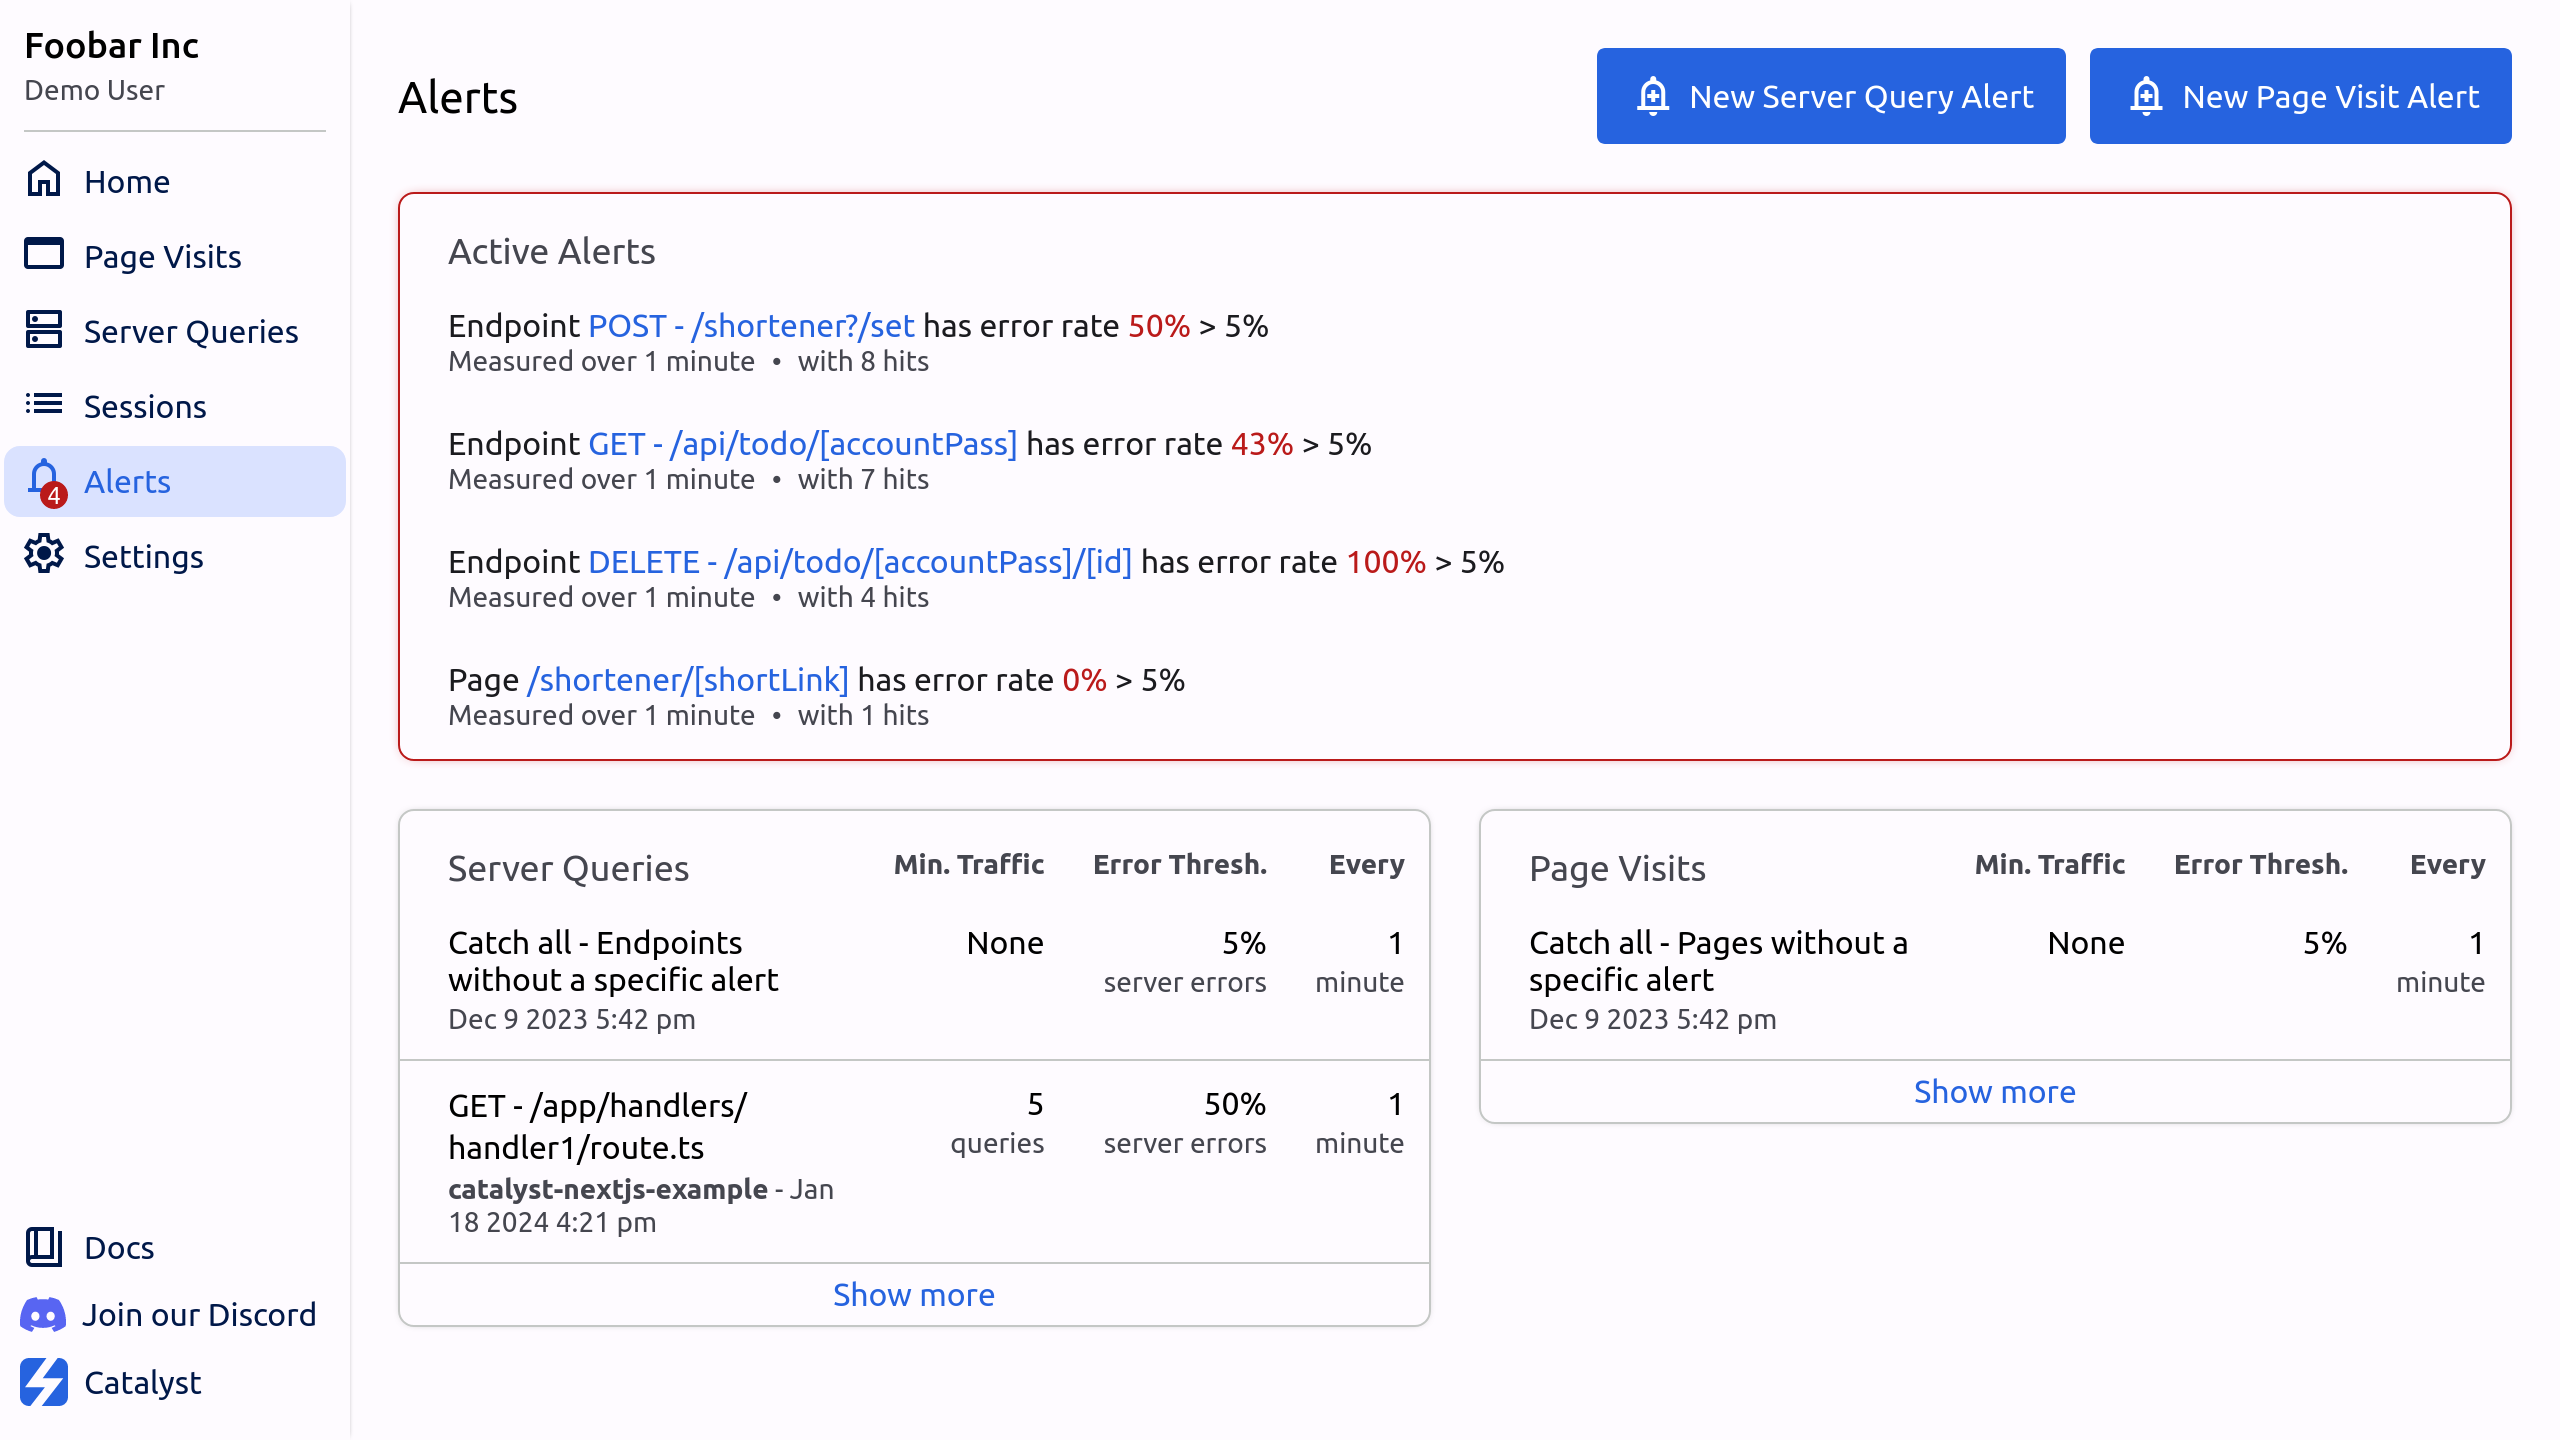 Foobar Inc
Demo User
Home
Page Visits
Server Queries
Sessions
4
Alerts
Settings
Docs
Join our Discord
Catalyst
Alerts
New Server Query Alert
New Page Visit Alert
Active Alerts
Endpoint POST - /shortener?/set has error rate 50% > 5%
Measured over 1 minute • with 8 hits
Endpoint GET - /api/todo/[accountPass] has error rate 43% > 5%
Measured over 1 minute • with 7 hits
Endpoint DELETE - /api/todo/[accountPass]/[id] has error rate 100% > 5%
Measured over 1 minute • with 4 hits
Page /shortener/[shortLink] has error rate 0% > 5%
Measured over 1 minute • with 1 hits
Server Queries Min. Traffic Error Thresh. Every
Catch all - Endpoints None 5% 1
without a specific alert server errors minute
Dec 9 2023 5:42 pm
GET - /app/handlers/ 5 50% 1
handler1/route.ts queries server errors minute
catalyst-nextjs-example - Jan
18 2024 4:21 pm
Show more
Page Visits Min. Traffic Error Thresh. Every
Catch all - Pages without a None 5% 1
specific alert minute
Dec 9 2023 5:42 pm
Show more